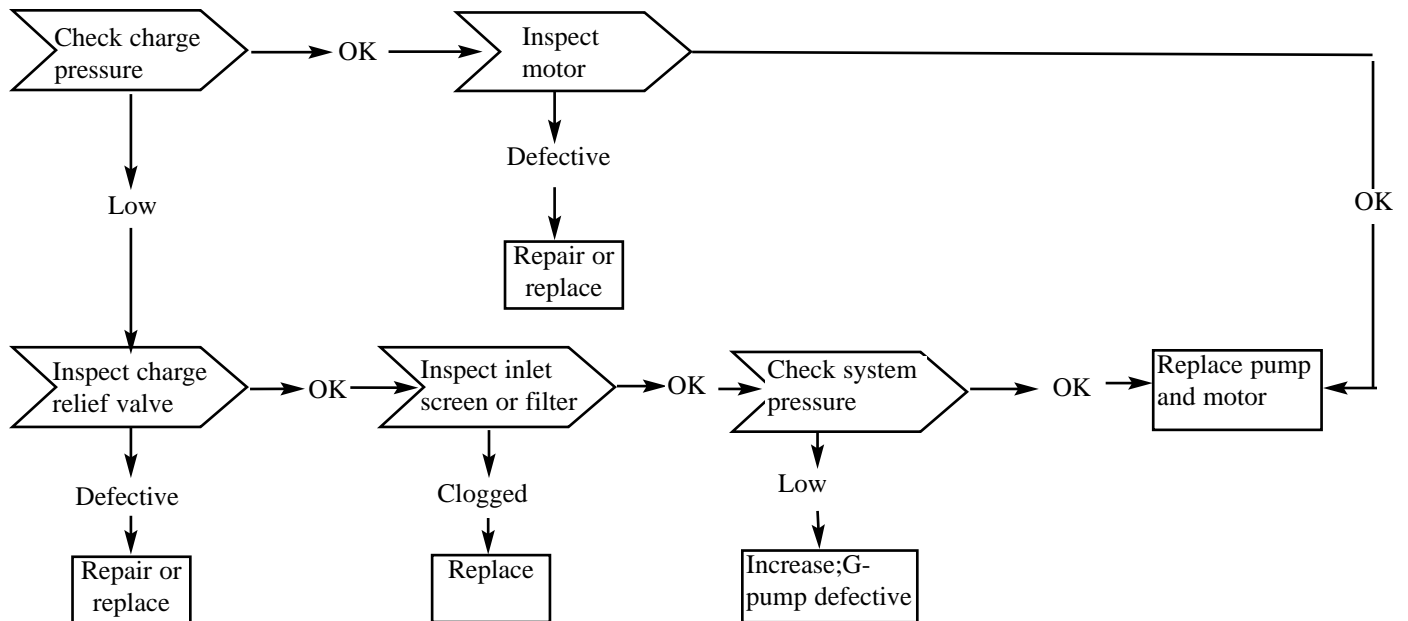 Check charge
pressure
OK
Inspect
motor
Defective
Low
OK
Repair or
replace
Inspect charge
relief valve
OK
Inspect inlet
screen or filter
OK
Check system
pressure
OK
Replace pump
and motor
Defective
Clogged
Low
Repair or
replace
Replace
Increase;G-
pump defective